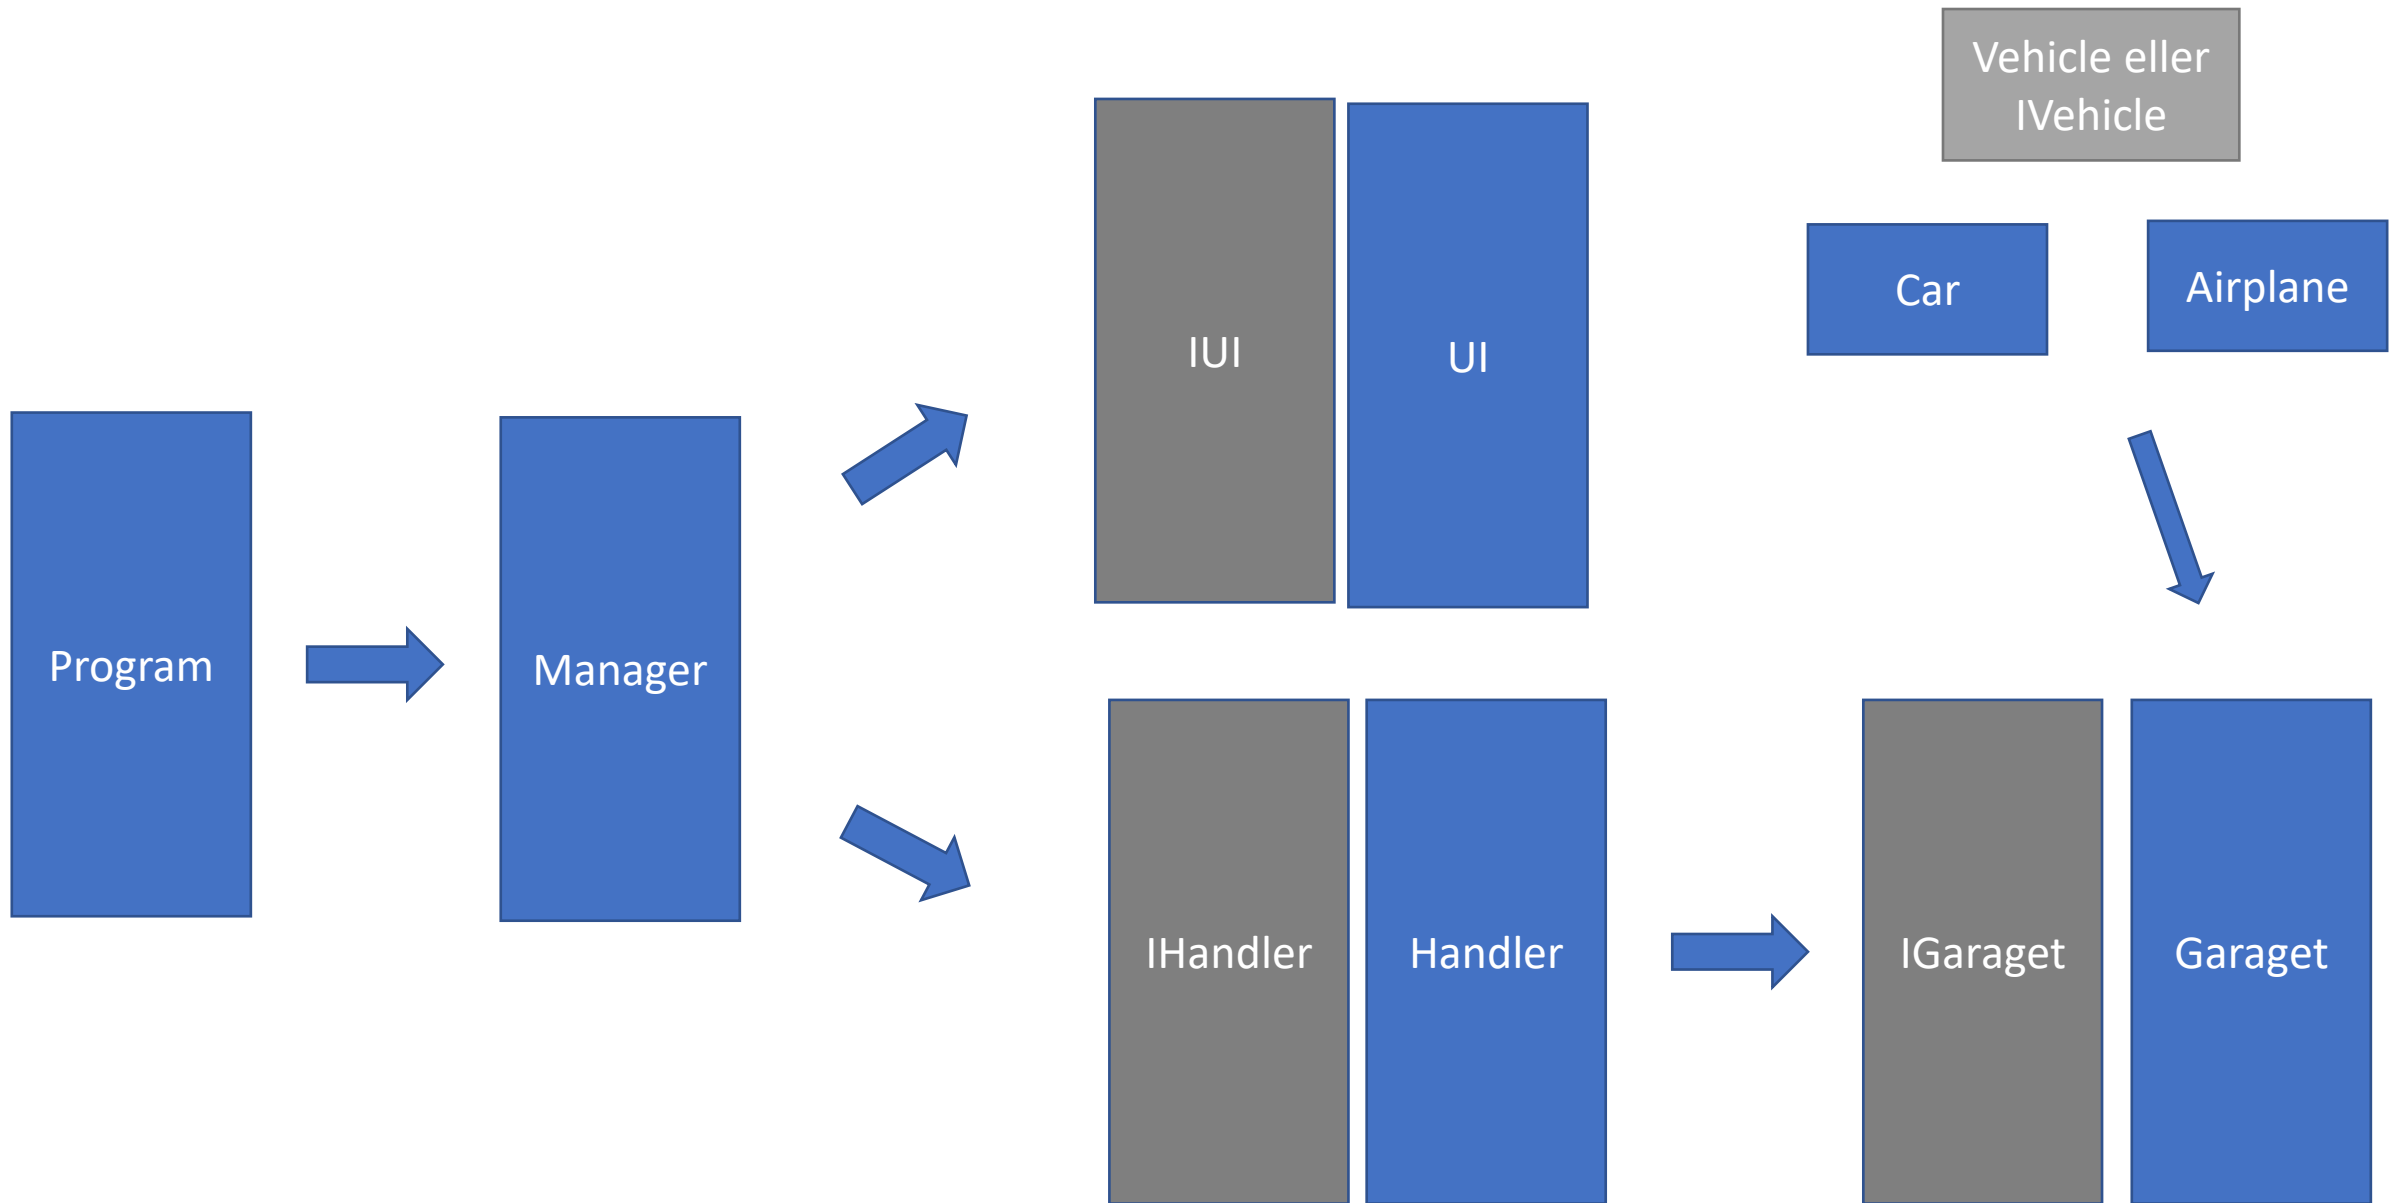 Vehicle eller
IVehicle
Car
Airplane
IUI
UI
Program
Manager
IHandler
Handler
IGaraget
Garaget